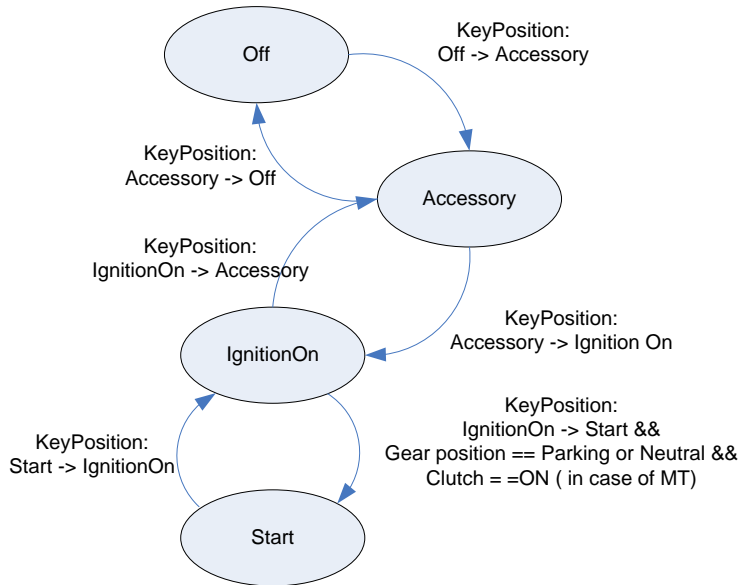 Off
KeyPosition:
Off -> Accessory
KeyPosition:
Accessory -> Off
Accessory
KeyPosition:
IgnitionOn -> Accessory
KeyPosition:
Accessory -> Ignition On
IgnitionOn
KeyPosition:
IgnitionOn -> Start &&
Gear position == Parking or Neutral &&
Clutch = =ON ( in case of MT)
KeyPosition:
Start -> IgnitionOn
Start